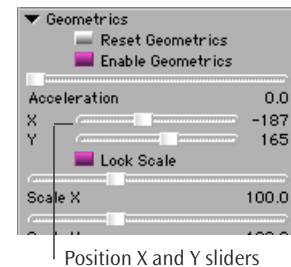 Geometrics
Reset Geometrics
Enable Geometrics
Acceleration 0.0
X -187
Y 165
Lock Scale
Scale X 100.0
Position X and Y sliders